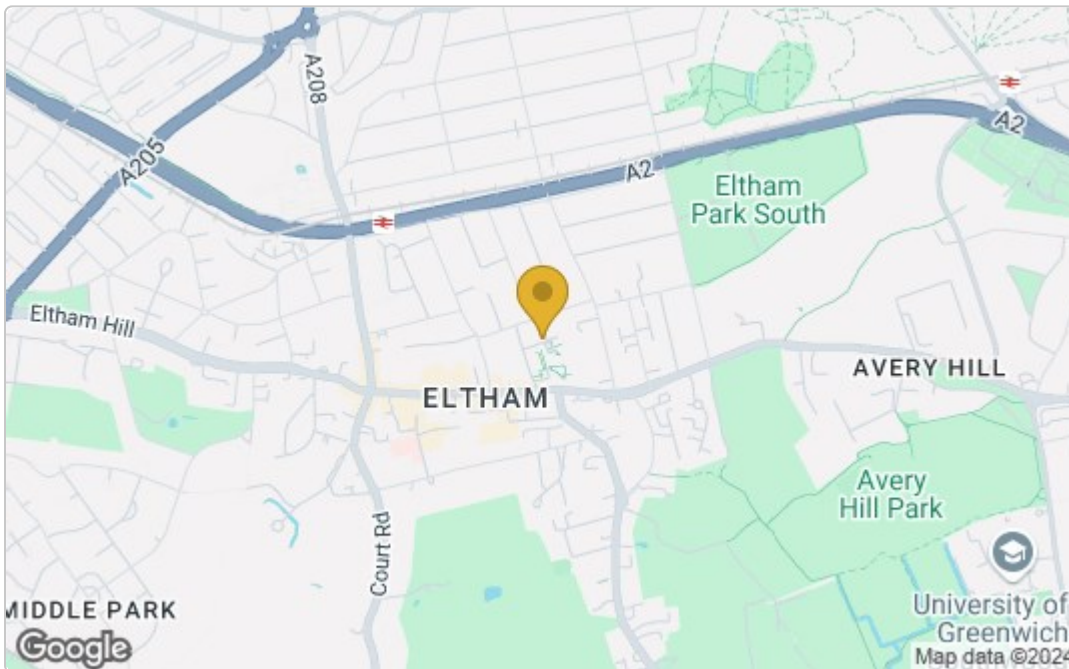 A208
A205
A2
A2
Eltham
Park South
Eltham Hill
AVERY HILL
ELTHAM
Avery
Hill Park
Court Rd
MIDDLE PARK
University of
Greenwich
Google
Map data ©2024